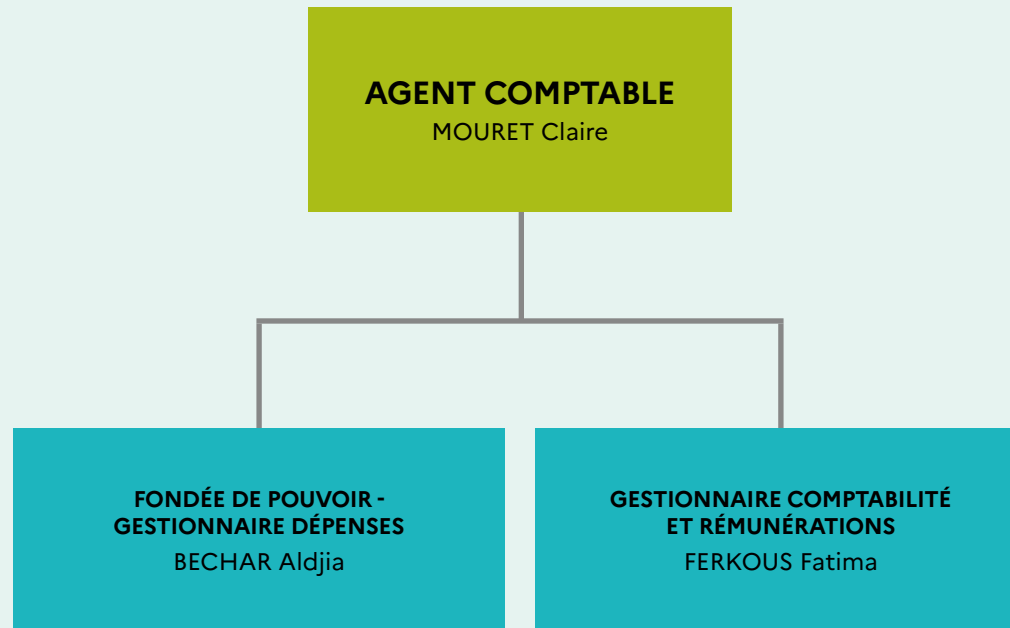 AGENT COMPTABLE
MOURET Claire
FONDÉE DE POUVOIR -
GESTIONNAIRE DÉPENSES
BECHAR Aldjia
GESTIONNAIRE COMPTABILITÉ
ET RÉMUNÉRATIONS
FERKOUS Fatima